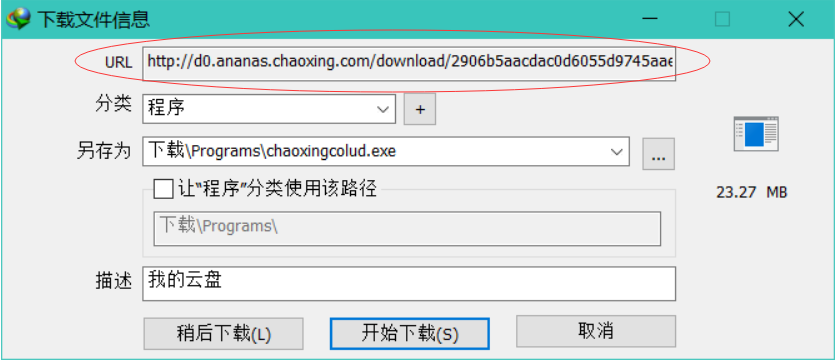 下载文件信息
URL http://d0.ananas.chaoxing.com/download/2906b5aacdac0d6055d9745aae
分类 程序 +
另存为 下载\Programs\chaoxingcolud.exe ...
让“程序”分类使用该路径
23.27 MB
下载\Programs\
描述 我的云盘
稍后下载(L) 开始下载(S) 取消